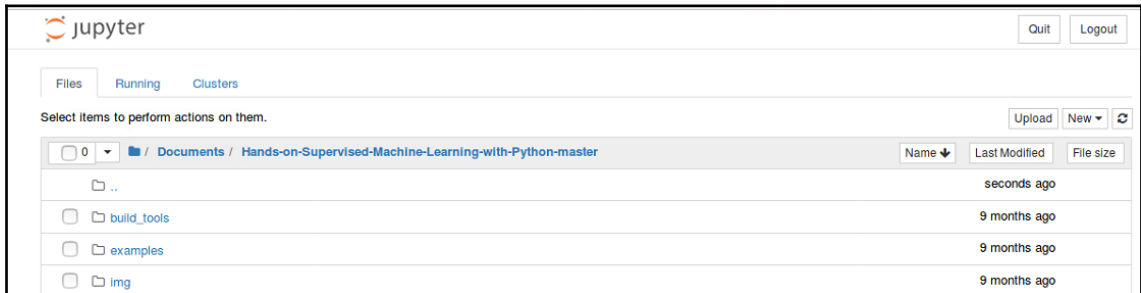 jupyter Quit Logout
Files Running Clusters
Select items to perform actions on them. Upload New
0 / Documents / Hands-on-Supervised-Machine-Learning-with-Python-master Name Last Modified File size
.. seconds ago
build_tools 9 months ago
examples 9 months ago
img 9 months ago